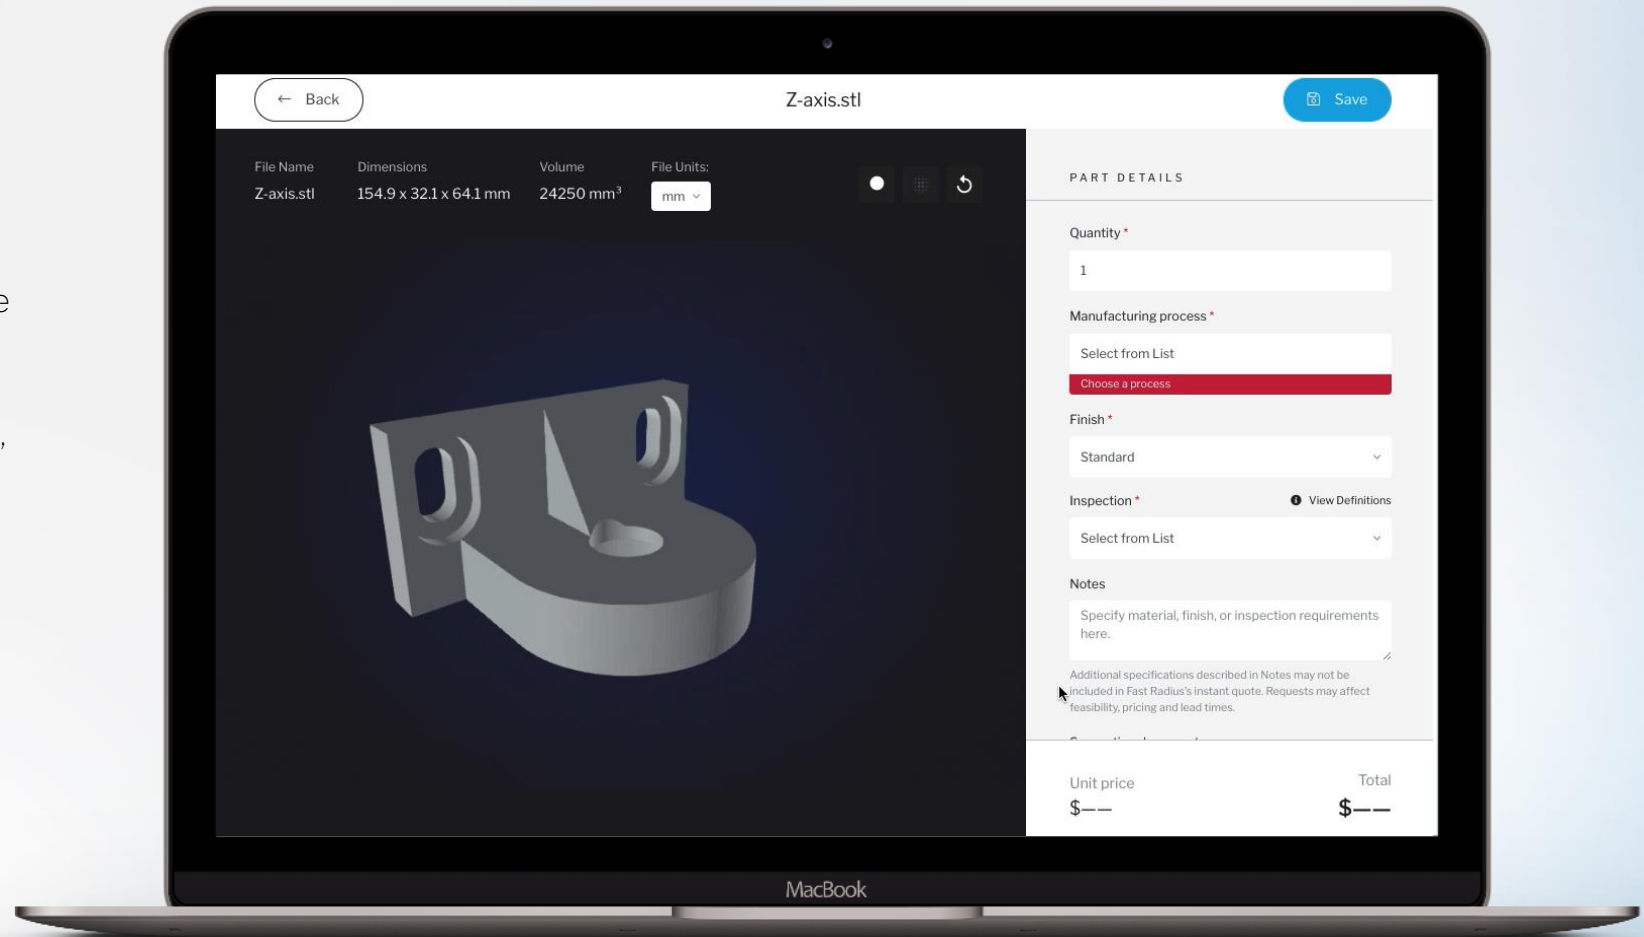 ← Back
Z-axis.stl
Save
File Name
Dimensions
Volume
File Units:
Z-axis.stl
154.9 x 32.1 x 64.1 mm
24250 mm³
mm
PART DETAILS
Quantity *
1
Manufacturing process *
Select from List
Choose a process
Finish *
Standard
Inspection *
View Definitions
Select from List
Notes
Specify material, finish, or inspection requirements
here.
Additional specifications described in Notes may not be
included in Fast Radius's instant quote. Requests may affect
feasibility, pricing and lead times.
Unit price
Total
$——
$——
MacBook